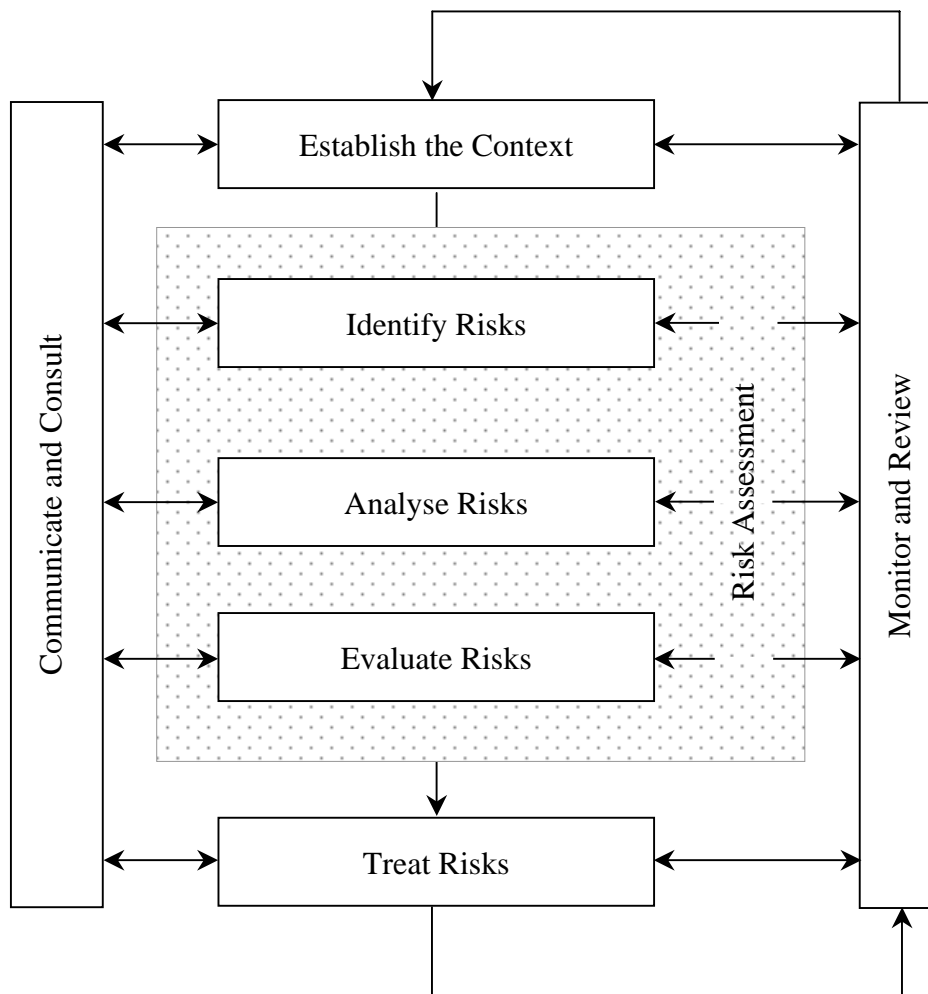 Establish the Context
Identify Risks
Analyse Risks
Evaluate Risks
Treat Risks
Communicate and Consult
Risk Assessment
Monitor and Review